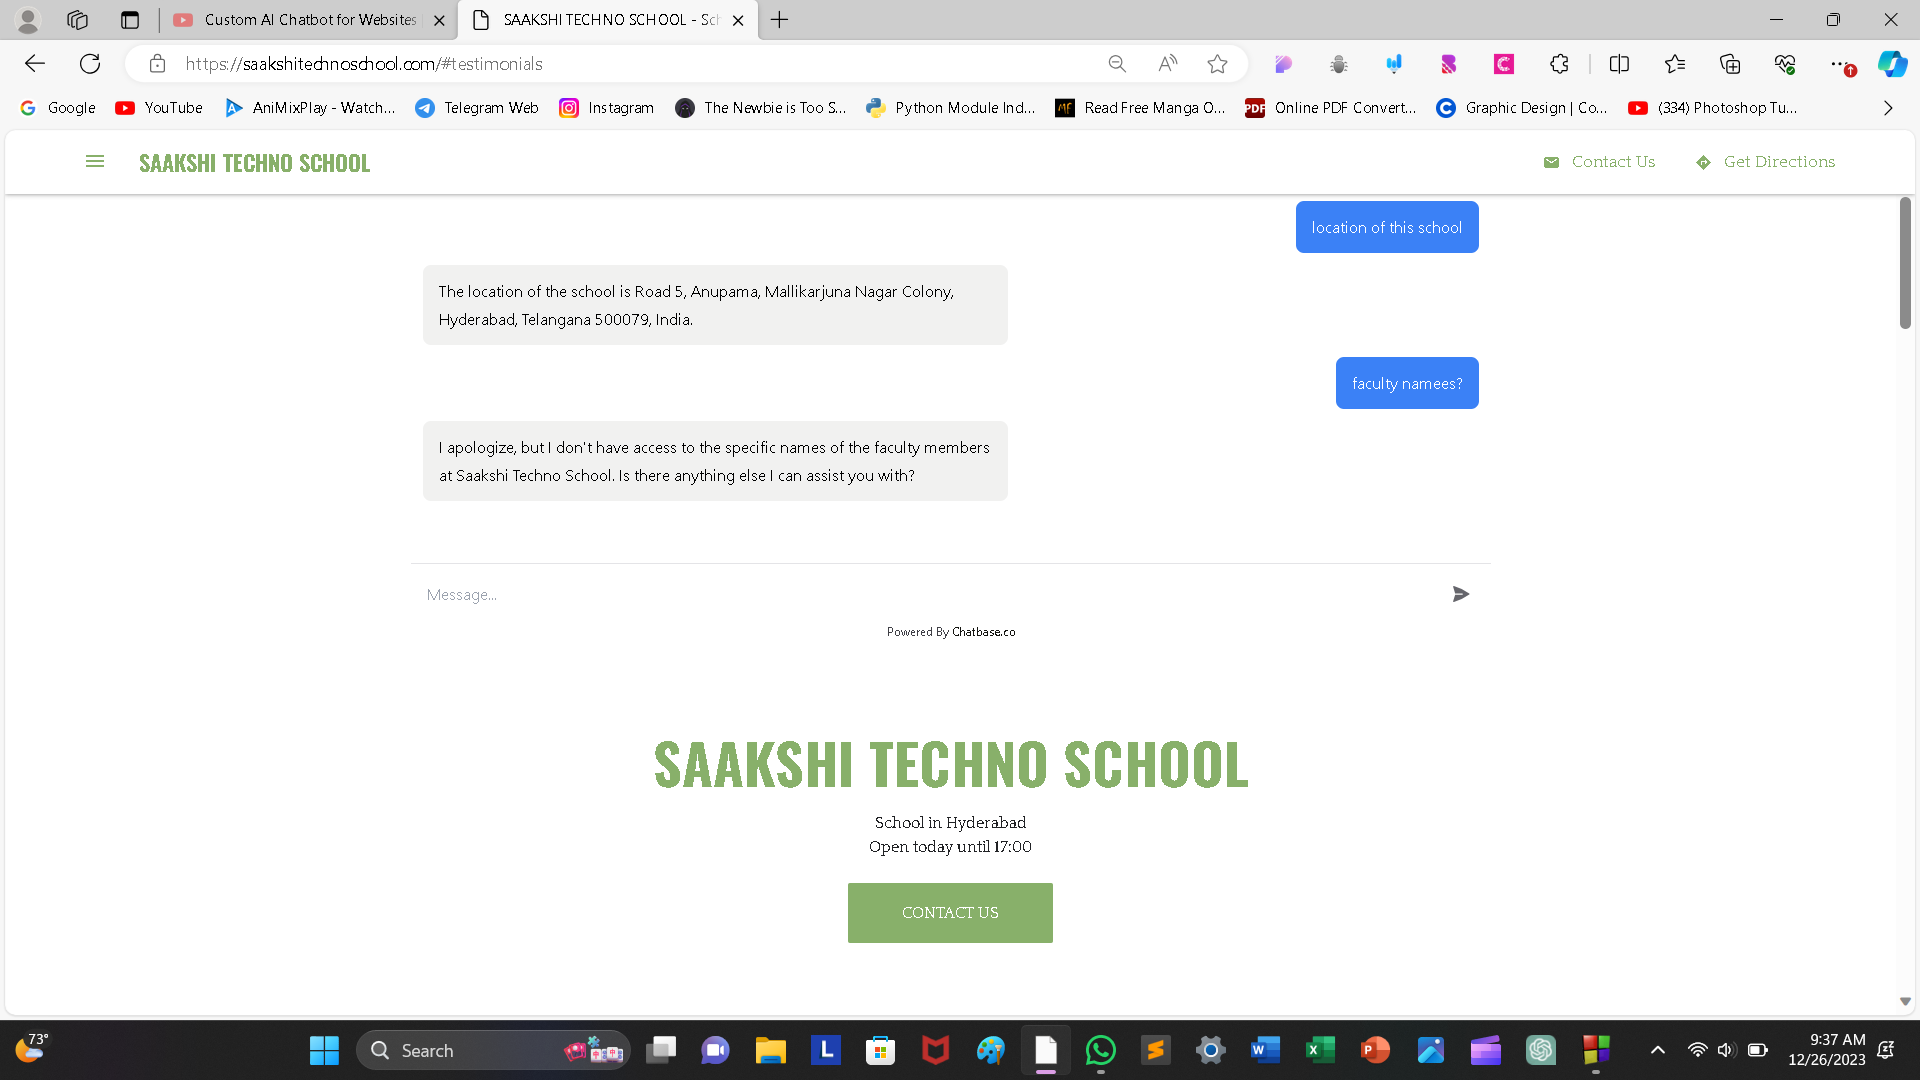 Custom AI Chatbot for Websites
SAAKSHI TECHNO SCHOOL - Sch
https://saakshitechnoschool.com/#testimonials
Google
YouTube
AniMixPlay - Watch...
Telegram Web
Instagram
The Newbie is Too S...
Python Module Ind...
MF
Read Free Manga O...
PDF
Online PDF Convert...
Graphic Design | Co...
(334) Photoshop Tu...
SAAKSHI TECHNO SCHOOL
Contact Us
Get Directions
location of this school
The location of the school is Road 5, Anupama, Mallikarjuna Nagar Colony,
Hyderabad, Telangana 500079, India.
faculty namees?
I apologize, but I don't have access to the specific names of the faculty members
at Saakshi Techno School. Is there anything else I can assist you with?
Message...
Powered By Chatbase.co
SAAKSHI TECHNO SCHOOL
School in Hyderabad
Open today until 17:00
CONTACT US
73°
Search
9:37 AM
12/26/2023